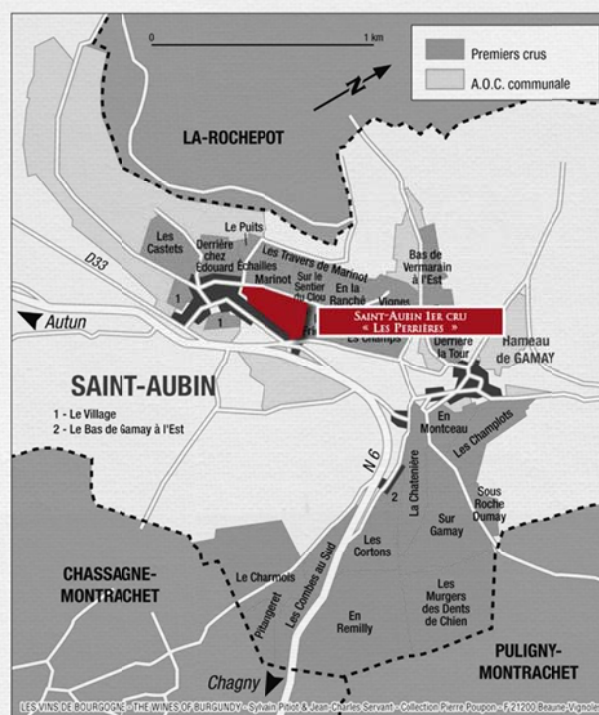 0 1 km
Premiers crus
A.O.C. communale
N
LA-ROCHEPOT
Le Puits
Les
Castets
Derrière
chez
Édouard
Échailles
Les Travers de Marinot
Marinot
Sur le
Sentier
du Clou
En la
Ranché
Vignes
Bas de
Vermarain
à l'Est
D33
1
1
Autun
SAINT-AUBIN 1ER CRU
« LES PERRIÈRES »
Les Champs
Derrière
la Tour
Hameau
de GAMAY
SAINT-AUBIN
1 - Le Village
2 - Le Bas de Gamay à l'Est
En
Montceau
Les Champlots
N 6
2
La Chatenière
Sous
Roche
Dumay
Sur
Gamay
Les
Cortons
CHASSAGNE-
MONTRACHET
Le Charmois
Pitangeret
Les Combes au Sud
En
Remilly
Les
Murgers
des Dents
de Chien
PULIGNY-
MONTRACHET
Chagny
LES VINS DE BOURGOGNE - THE WINES OF BURGUNDY - Sylvain Pitiot & Jean-Charles Servant - Collection Pierre Poupon - F-21200 Beaune-Vignoles